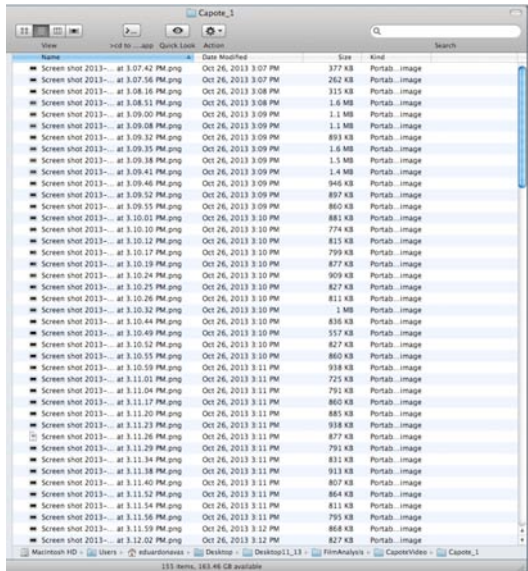 Capote_1
View >cd to ....app Quick Look Action Search
Name Date Modified Size Kind
Screen shot 2013-... at 3.07.42 PM.png Oct 26, 2013 3:07 PM 377 KB Portab...image
Screen shot 2013-... at 3.07.56 PM.png Oct 26, 2013 3:07 PM 262 KB Portab...image
Screen shot 2013-... at 3.08.16 PM.png Oct 26, 2013 3:08 PM 315 KB Portab...image
Screen shot 2013-... at 3.08.51 PM.png Oct 26, 2013 3:08 PM 1.6 MB Portab...image
Screen shot 2013-... at 3.09.00 PM.png Oct 26, 2013 3:09 PM 1.1 MB Portab...image
Screen shot 2013-... at 3.09.08 PM.png Oct 26, 2013 3:09 PM 1.1 MB Portab...image
Screen shot 2013-... at 3.09.32 PM.png Oct 26, 2013 3:09 PM 893 KB Portab...image
Screen shot 2013-... at 3.09.35 PM.png Oct 26, 2013 3:09 PM 1.6 MB Portab...image
Screen shot 2013-... at 3.09.38 PM.png Oct 26, 2013 3:09 PM 1.5 MB Portab...image
Screen shot 2013-... at 3.09.41 PM.png Oct 26, 2013 3:09 PM 1.4 MB Portab...image
Screen shot 2013-... at 3.09.46 PM.png Oct 26, 2013 3:09 PM 946 KB Portab...image
Screen shot 2013-... at 3.09.52 PM.png Oct 26, 2013 3:09 PM 897 KB Portab...image
Screen shot 2013-... at 3.09.55 PM.png Oct 26, 2013 3:09 PM 860 KB Portab...image
Screen shot 2013-... at 3.10.01 PM.png Oct 26, 2013 3:10 PM 881 KB Portab...image
Screen shot 2013-... at 3.10.10 PM.png Oct 26, 2013 3:10 PM 774 KB Portab...image
Screen shot 2013-... at 3.10.12 PM.png Oct 26, 2013 3:10 PM 815 KB Portab...image
Screen shot 2013-... at 3.10.17 PM.png Oct 26, 2013 3:10 PM 799 KB Portab...image
Screen shot 2013-... at 3.10.19 PM.png Oct 26, 2013 3:10 PM 877 KB Portab...image
Screen shot 2013-... at 3.10.24 PM.png Oct 26, 2013 3:10 PM 909 KB Portab...image
Screen shot 2013-... at 3.10.25 PM.png Oct 26, 2013 3:10 PM 827 KB Portab...image
Screen shot 2013-... at 3.10.26 PM.png Oct 26, 2013 3:10 PM 811 KB Portab...image
Screen shot 2013-... at 3.10.32 PM.png Oct 26, 2013 3:10 PM 1 MB Portab...image
Screen shot 2013-... at 3.10.44 PM.png Oct 26, 2013 3:10 PM 836 KB Portab...image
Screen shot 2013-... at 3.10.49 PM.png Oct 26, 2013 3:10 PM 557 KB Portab...image
Screen shot 2013-... at 3.10.52 PM.png Oct 26, 2013 3:10 PM 827 KB Portab...image
Screen shot 2013-... at 3.10.55 PM.png Oct 26, 2013 3:10 PM 860 KB Portab...image
Screen shot 2013-... at 3.10.59 PM.png Oct 26, 2013 3:11 PM 938 KB Portab...image
Screen shot 2013-... at 3.11.01 PM.png Oct 26, 2013 3:11 PM 725 KB Portab...image
Screen shot 2013-... at 3.11.04 PM.png Oct 26, 2013 3:11 PM 791 KB Portab...image
Screen shot 2013-... at 3.11.17 PM.png Oct 26, 2013 3:11 PM 860 KB Portab...image
Screen shot 2013-... at 3.11.20 PM.png Oct 26, 2013 3:11 PM 885 KB Portab...image
Screen shot 2013-... at 3.11.23 PM.png Oct 26, 2013 3:11 PM 938 KB Portab...image
Screen shot 2013-... at 3.11.26 PM.png Oct 26, 2013 3:11 PM 877 KB Portab...image
Screen shot 2013-... at 3.11.29 PM.png Oct 26, 2013 3:11 PM 791 KB Portab...image
Screen shot 2013-... at 3.11.34 PM.png Oct 26, 2013 3:11 PM 831 KB Portab...image
Screen shot 2013-... at 3.11.38 PM.png Oct 26, 2013 3:11 PM 913 KB Portab...image
Screen shot 2013-... at 3.11.40 PM.png Oct 26, 2013 3:11 PM 807 KB Portab...image
Screen shot 2013-... at 3.11.52 PM.png Oct 26, 2013 3:11 PM 864 KB Portab...image
Screen shot 2013-... at 3.11.54 PM.png Oct 26, 2013 3:11 PM 811 KB Portab...image
Screen shot 2013-... at 3.11.56 PM.png Oct 26, 2013 3:11 PM 795 KB Portab...image
Screen shot 2013-... at 3.11.59 PM.png Oct 26, 2013 3:12 PM 868 KB Portab...image
Screen shot 2013-... at 3.12.02 PM.png Oct 26, 2013 3:12 PM 827 KB Portab...image
Macintosh HD Users eduardonavas Desktop Desktop11_13 FilmAnalysis CapoteVideo Capote_1
155 items, 163.46 GB available